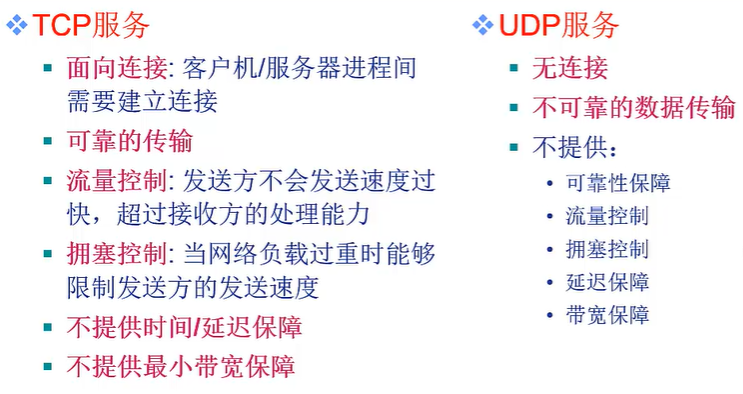 TCP服务
面向连接: 客户机/服务器进程间
需要建立连接
可靠的传输
流量控制: 发送方不会发送速度过
快，超过接收方的处理能力
拥塞控制: 当网络负载过重时能够
限制发送方的发送速度
不提供时间/延迟保障
不提供最小带宽保障
UDP服务
无连接
不可靠的数据传输
不提供：
可靠性保障
流量控制
拥塞控制
延迟保障
带宽保障